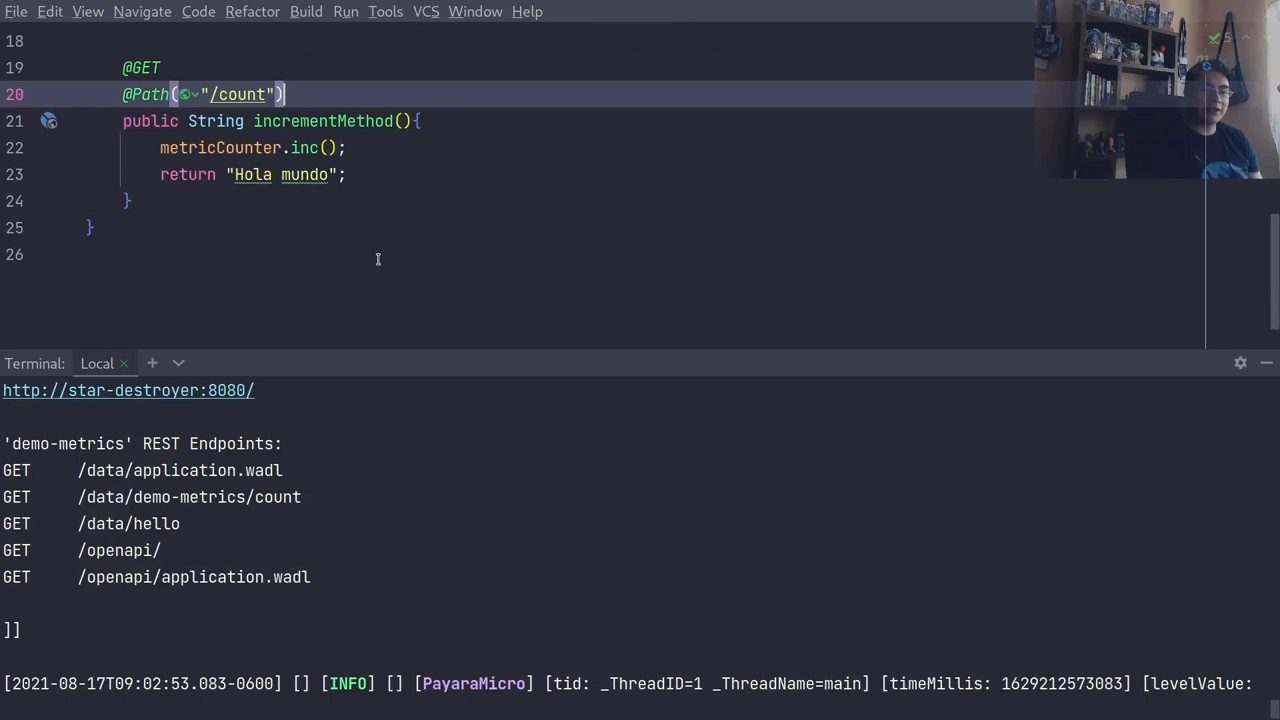 File Edit View Navigate Code Refactor Build Run Tools VCS Window Help
5
18
19 @GET
20 @Path("/count")
21 public String incrementMethod(){
22 metricCounter.inc();
23 return "Hola mundo";
24 }
25 }
26
Terminal: Local
http://star-destroyer:8080/
'demo-metrics' REST Endpoints:
GET /data/application.wadl
GET /data/demo-metrics/count
GET /data/hello
GET /openapi/
GET /openapi/application.wadl
]]
[2021-08-17T09:02:53.083-0600] [] [INFO] [] [PayaraMicro] [tid: _ThreadID=1 _ThreadName=main] [timeMillis: 1629212573083] [levelValue: